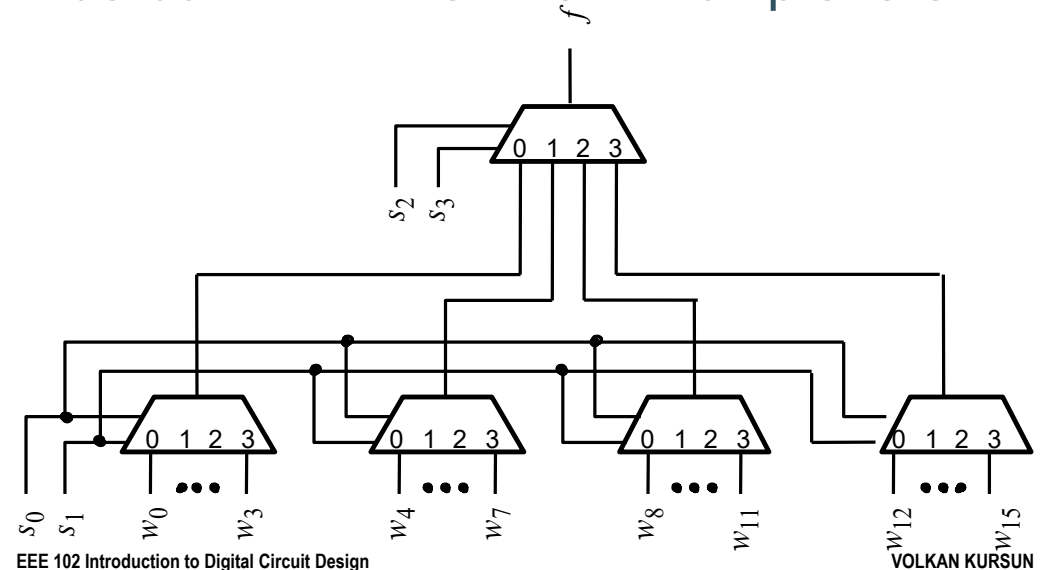 f
0 1 2 3
s2 s3
0 1 2 3 0 1 2 3 0 1 2 3 0 1 2 3
s0 s1 w0 w3 w4 w7 w8 w11 w12 w15
EEE 102 Introduction to Digital Circuit Design VOLKAN KURSUN